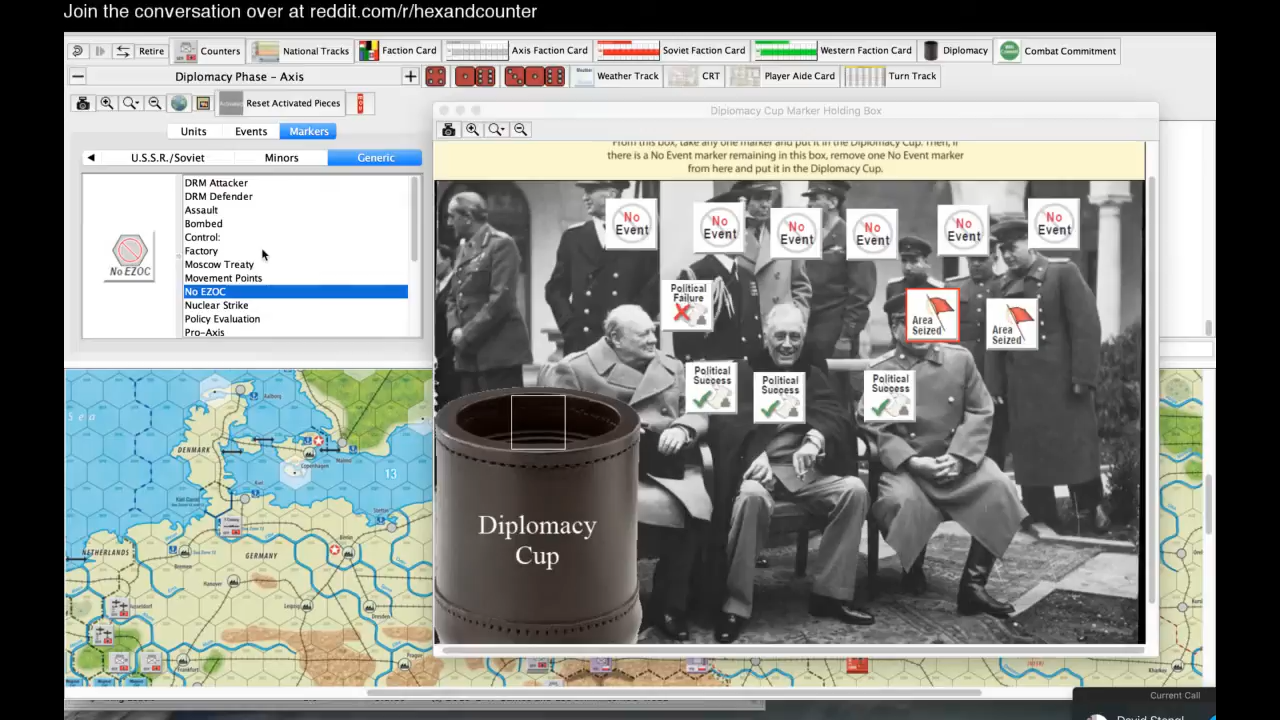 Join the conversation over at reddit.com/r/hexandcounter
Retire
Counters
National Tracks
Faction Card
Axis Faction Card
Soviet Faction Card
Western Faction Card
Diplomacy
Combat Commitment
Diplomacy Phase - Axis
Weather Track
CRT
Player Aide Card
Turn Track
Reset Activated Pieces
Diplomacy Cup Marker Holding Box
Units
Events
Markers
U.S.S.R./Soviet
Minors
Generic
DRM Attacker
DRM Defender
Assault
Bombed
Control:
Factory
Moscow Treaty
Movement Points
No EZOC
Nuclear Strike
Policy Evaluation
Pro-Axis
No EZOC
From this box, take any one marker and put it in the Diplomacy Cup. Then, if
there is a No Event marker remaining in this box, remove one No Event marker
from here and put it in the Diplomacy Cup.
No
Event
No
Event
No
Event
No
Event
No
Event
No
Event
Political
Failure
Area
Seized
Area
Seized
Political
Success
Political
Success
Political
Success
Diplomacy
Cup
DENMARK
Copenhagen
13
NETHERLANDS
GERMANY
Hanover
Leipzig
Dresden
Frankfurt
Current Call